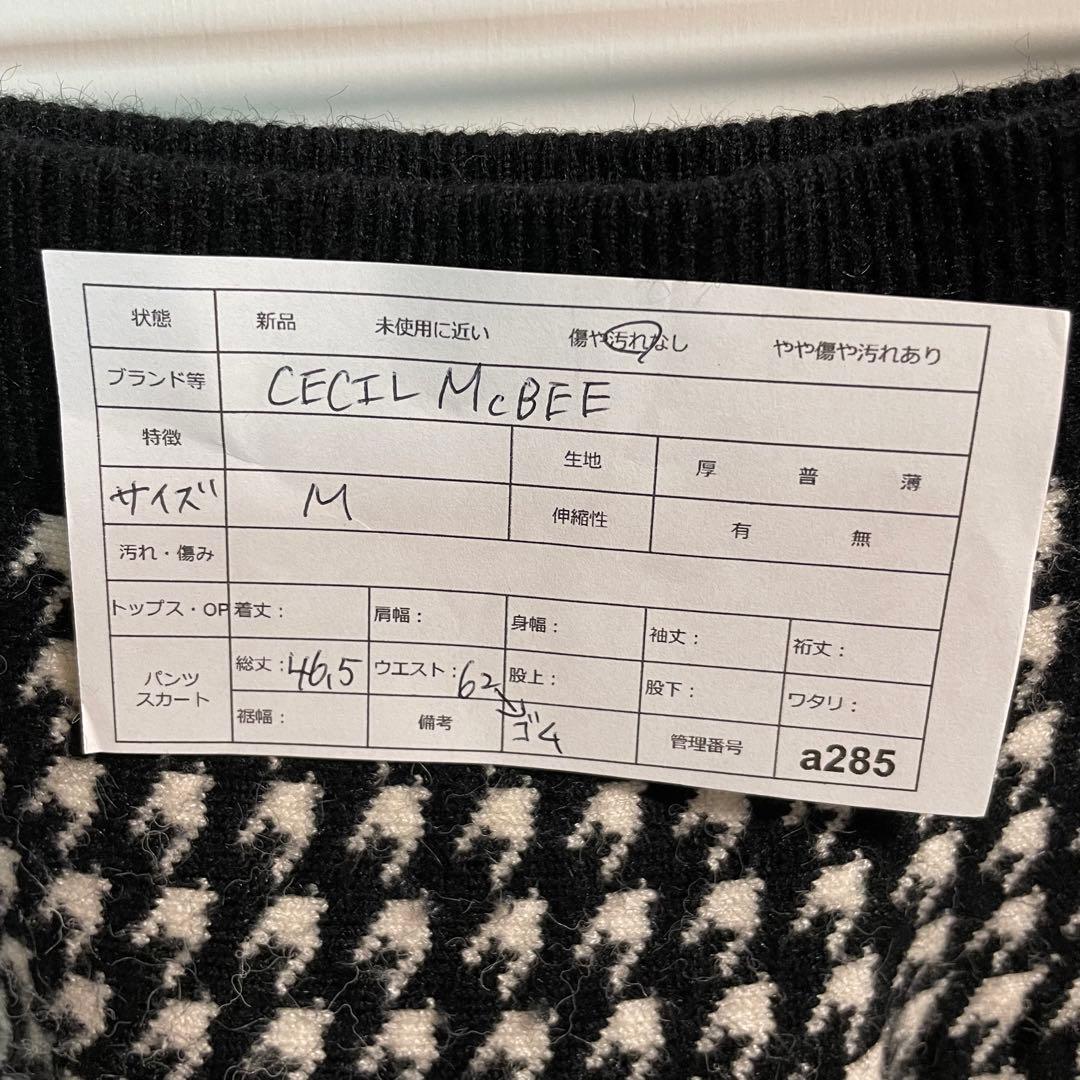 状態 新品 未使用に近い 傷や汚れなし やや傷や汚れあり
ブランド等 CECIL McBEE
特徴 生地 厚 普 薄
サイズ M 伸縮性 有 無
汚れ・傷み
トップス・OP 着丈： 肩幅： 身幅： 袖丈： 裄丈：
パンツ スカート 総丈：46,5 ウエスト：62 股上： 股下： ワタリ：
裾幅： 備考 ゴム 管理番号 a285